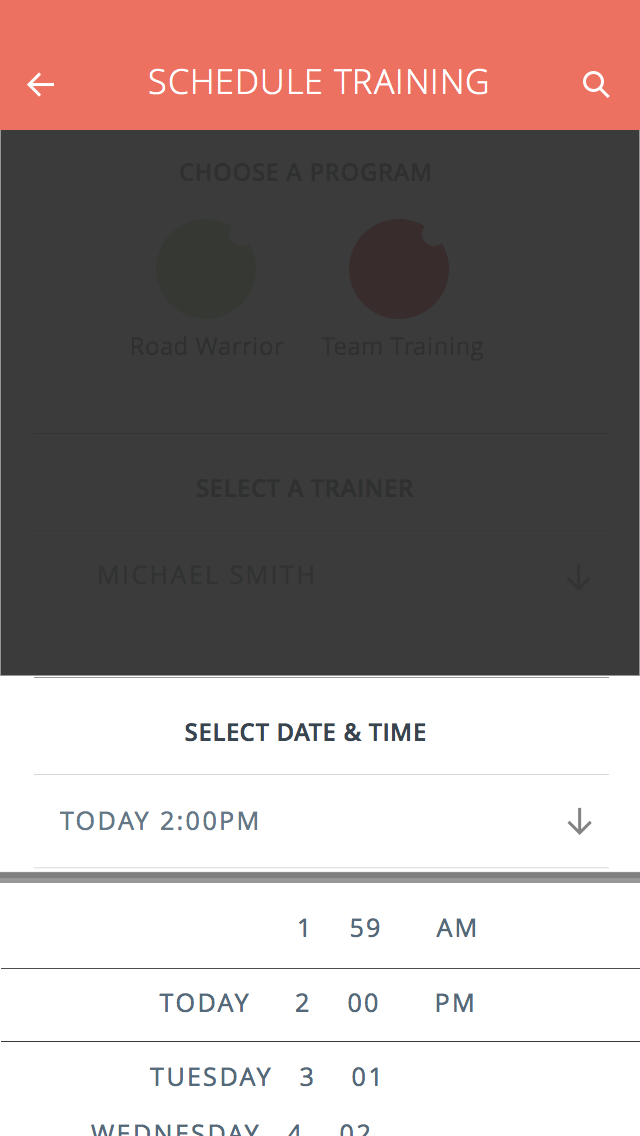 SCHEDULE TRAINING
CHOOSE A PROGRAM
Road Warrior Team Training
SELECT A TRAINER
MICHAEL SMITH
SELECT DATE & TIME
TODAY 2:00PM
1 59 AM
TODAY 2 00 PM
TUESDAY 3 01
WEDNESDAY 4 02